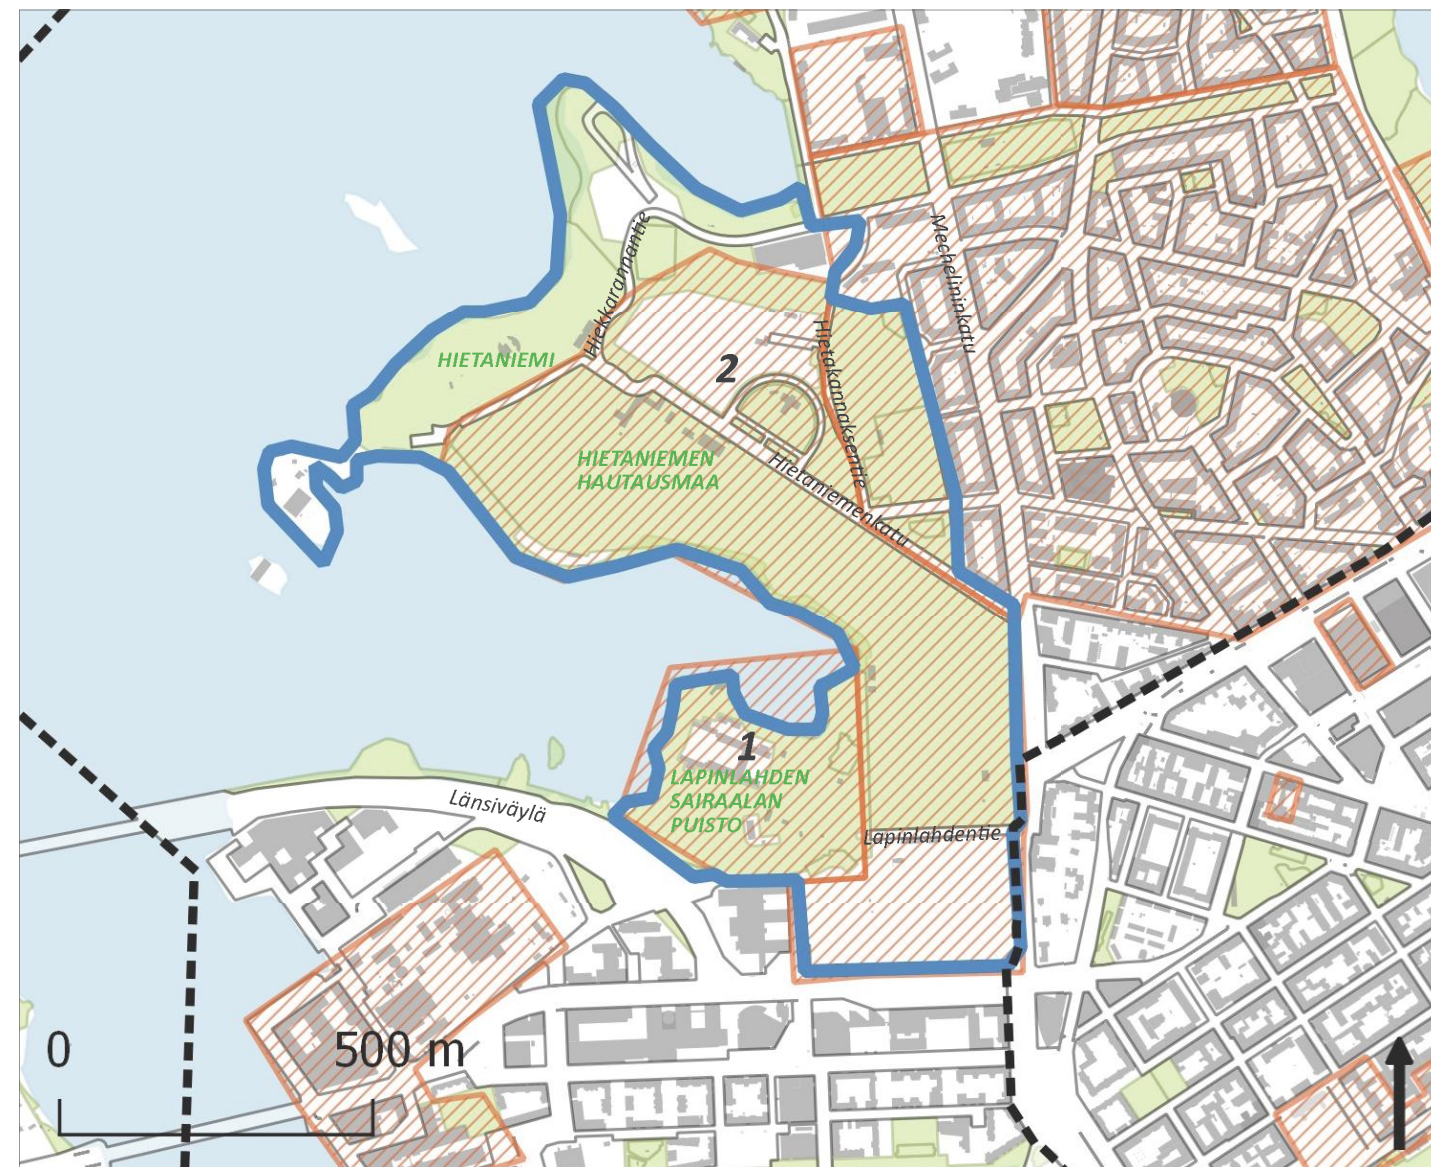 Mechelininkatu
Hiekkarannantie
HIETANIEMI
2
Hietakannaksentie
HIETANIEMEN
HAUTAUSMAA
Hietaniemenkatu
1
LAPINLAHDEN
SAIRAALAN
PUISTO
Länsiväylä
Lapinlahdentie
0
500 m